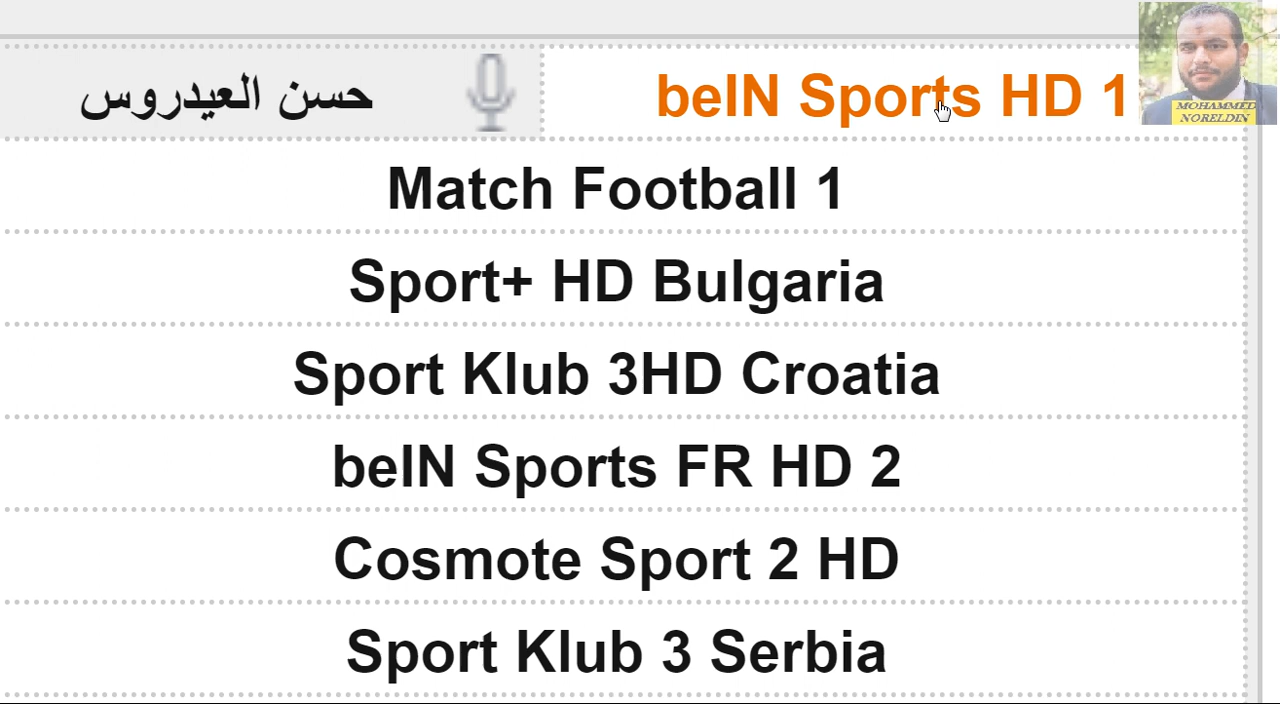 beIN Sports HD 1 حسن العيدروس
MOHAMMED
NORELDIN
Match Football 1
Sport+ HD Bulgaria
Sport Klub 3HD Croatia
beIN Sports FR HD 2
Cosmote Sport 2 HD
Sport Klub 3 Serbia